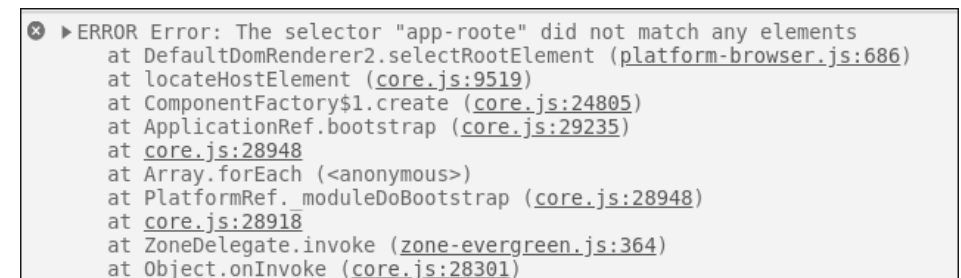 ERROR Error: The selector "app-roote" did not match any elements
at DefaultDomRenderer2.selectRootElement (platform-browser.js:686)
at locateHostElement (core.js:9519)
at ComponentFactory$1.create (core.js:24805)
at ApplicationRef.bootstrap (core.js:29235)
at core.js:28948
at Array.forEach (<anonymous>)
at PlatformRef._moduleDoBootstrap (core.js:28948)
at core.js:28918
at ZoneDelegate.invoke (zone-evergreen.js:364)
at Object.onInvoke (core.js:28301)